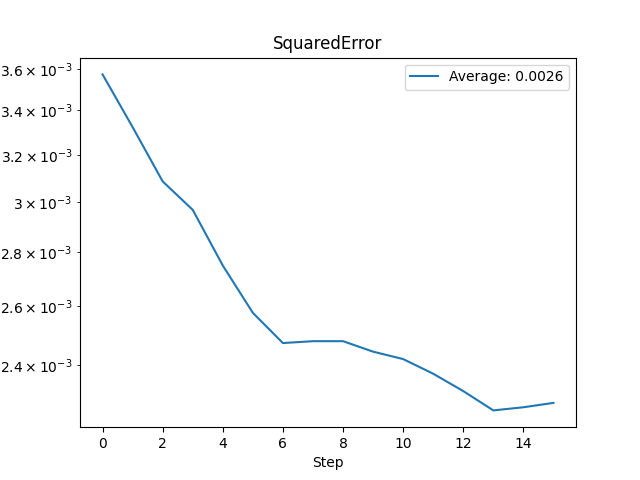 SquaredError
Average: 0.0026
3.6 × 10⁻³
3.4 × 10⁻³
3.2 × 10⁻³
3 × 10⁻³
2.8 × 10⁻³
2.6 × 10⁻³
2.4 × 10⁻³
0 2 4 6 8 10 12 14
Step